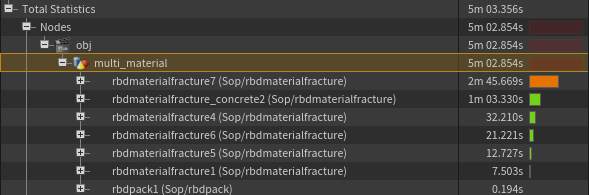 Total Statistics 5m 03.356s
Nodes 5m 02.854s
obj 5m 02.854s
multi_material 5m 02.854s
rbdmaterialfracture7 (Sop/rbdmaterialfracture) 2m 45.669s
rbdmaterialfracture_concrete2 (Sop/rbdmaterialfracture) 1m 03.330s
rbdmaterialfracture4 (Sop/rbdmaterialfracture) 32.210s
rbdmaterialfracture6 (Sop/rbdmaterialfracture) 21.221s
rbdmaterialfracture5 (Sop/rbdmaterialfracture) 12.727s
rbdmaterialfracture1 (Sop/rbdmaterialfracture) 7.503s
rbdpack1 (Sop/rbdpack) 0.194s